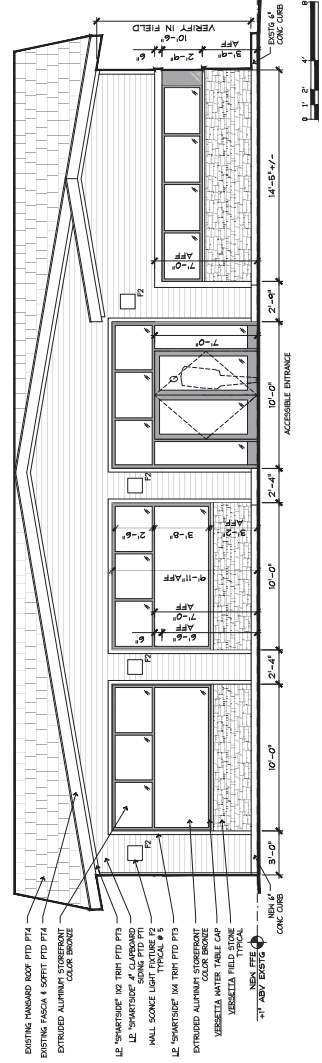 EXISTING MANSARD ROOF PTD PT4
EXISTING FASCIA & SOFFIT PTD PT4
EXTRUDED ALUMINUM STOREFRONT
COLOR BRONZE
LP "SMARTSIDE" 1X2 TRIM PTD PT3
LP "SMARTSIDE" 4" CLAPBOARD
SIDING PTD PT1
WALL SCONCE LIGHT FIXTURE F2
TYPICAL @ 5
LP "SMARTSIDE" 1X4 TRIM PTD PT3
EXTRUDED ALUMINUM STOREFRONT
COLOR BRONZE
VERSETTA WATER TABLE CAP
VERSETTA FIELD STONE
TYPICAL
NEW 6"
CONC CURB
NEW FFE
+1" ABV EXSTG
F2
F2
F2
F2
2'-6"
3'-8"
3'-2"
AFF
9'-11" AFF
7'-0"
AFF
6'-6"
AFF
6"
7'-0"
7'-0"
AFF
VERIFY IN FIELD
10'-6"
6"
2'-9"
3'-9"
AFF
EXSTG 6"
CONC CURB
3'-0"
10'-0"
2'-4"
10'-0"
2'-4"
10'-0"
2'-9"
14'-5"+/-
ACCESSIBLE ENTRANCE
0 1' 2' 4' 8